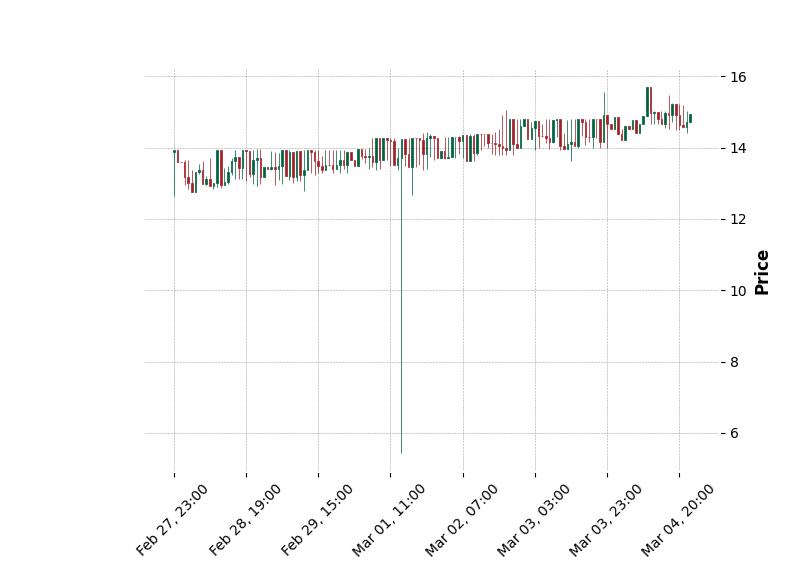 16
14
12
10
8
6
Price
Feb 27, 23:00
Feb 28, 19:00
Feb 29, 15:00
Mar 01, 11:00
Mar 02, 07:00
Mar 03, 03:00
Mar 03, 23:00
Mar 04, 20:00